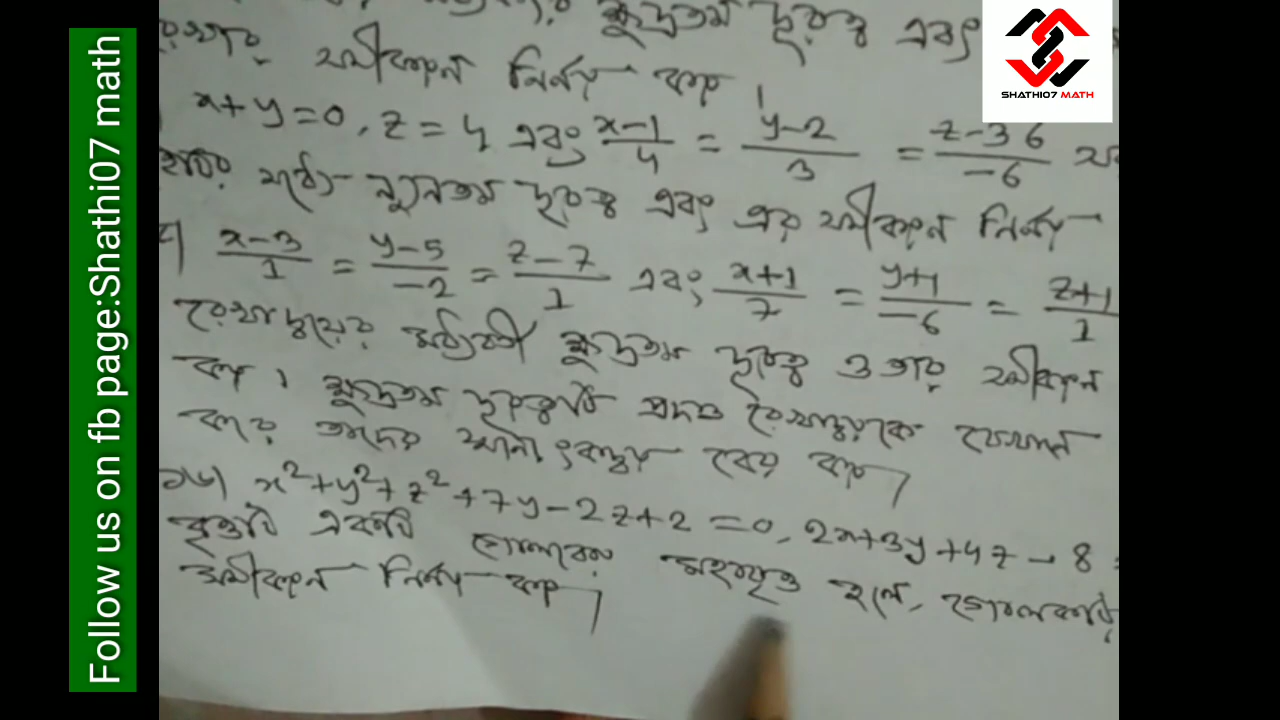 ক্ষুদ্রতম দূরত্ব এবং
রেখার সমীকরণ নির্ণয় কর
x+y=0, z=4 এবং x-1/4 = y-2/3 = z-36/-6
মধ্যে ন্যূনতম দূরত্ব এবং এর সমীকরণ নির্ণয়
x-3/1 = y-5/-2 = z-7/1 এবং x+1/7 = y+1/-6 = z+1/1
রেখাদ্বয়ের মধ্যবর্তী ক্ষুদ্রতম দূরত্ব ও তার সমীকরণ
কর। ক্ষুদ্রতম দূরত্বটি প্রদত্ত রেখাদ্বয়কে যেখানে
করে তাদের স্থানাংকদ্বয় বের কর।
১৬। x²+y²+z²+7y-2z+2=0, 2x+3y+4z-8=
বৃত্তটি একটি গোলকের মহাবৃত্ত হলে, গোলকটির
সমীকরণ নির্ণয় কর।
SHATHI07 MATH
Follow us on fb page:Shathi07 math